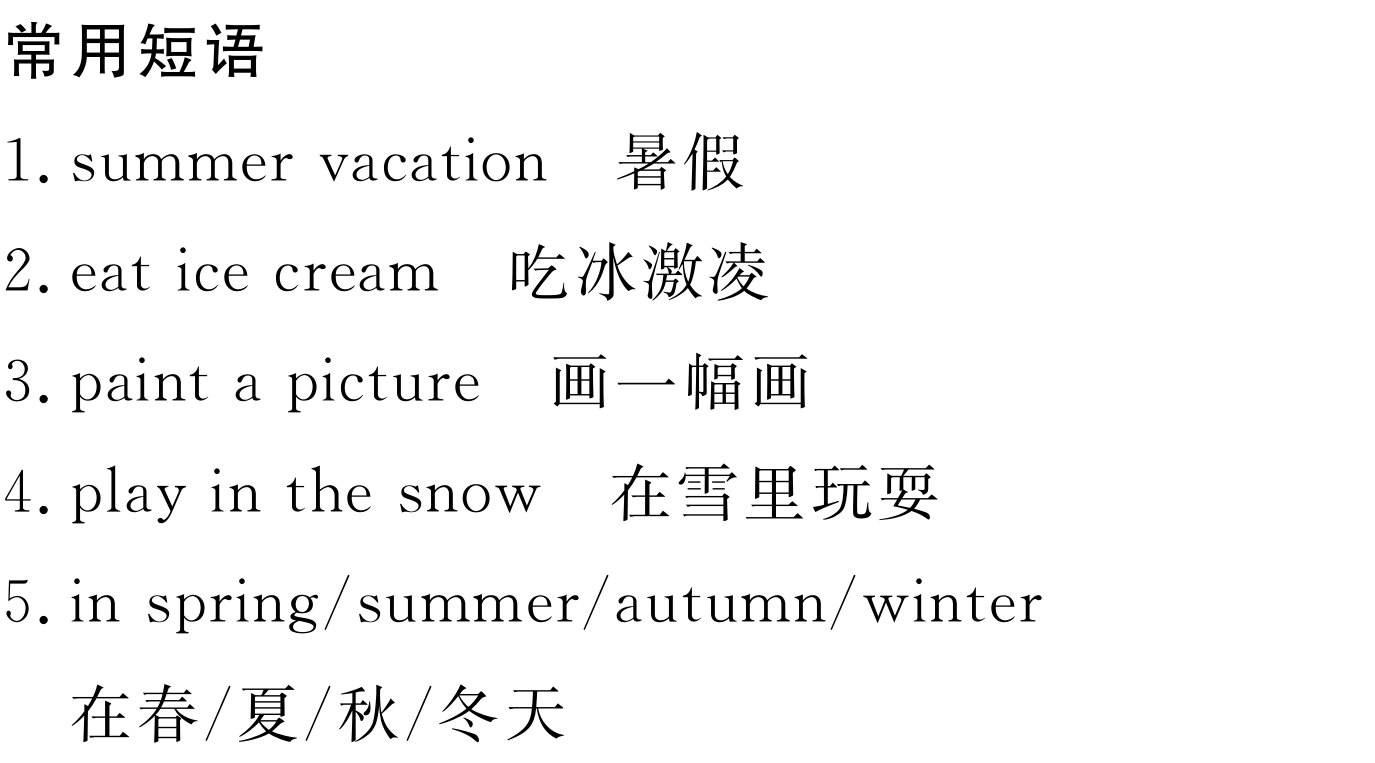 常用短语
1. summer vacation 暑假
2. eat ice cream 吃冰激凌
3. paint a picture 画一幅画
4. play in the snow 在雪里玩耍
5. in spring/summer/autumn/winter
在春/夏/秋/冬天